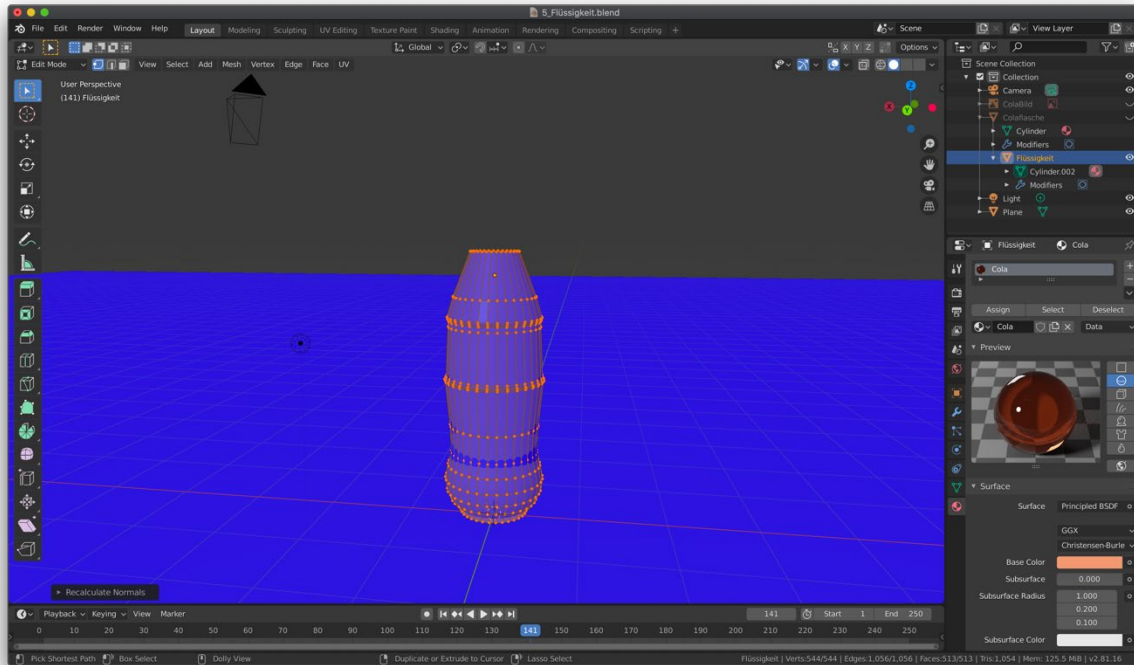 5_Flüssigkeit.blend
File Edit Render Window Help Layout Modeling Sculpting UV Editing Texture Paint Shading Animation Rendering Compositing Scripting + Scene View Layer
Global X Y Z Options
Edit Mode View Select Add Mesh Vertex Edge Face UV
User Perspective
(141) Flüssigkeit
Z
X
Y
Scene Collection
Collection
Camera
ColaBild
Colaflasche
Cylinder
Modifiers
Flüssigkeit
Cylinder.002
Modifiers
Light
Plane
Flüssigkeit Cola
Cola
Assign Select Deselect
Cola Data
Preview
Surface
Surface Principled BSDF
GGX
Christensen-Burle
Base Color
Subsurface 0.000
Subsurface Radius 1.000
0.200
0.100
Subsurface Color
Recalculate Normals
Playback Keying View Marker 141 Start 1 End 250
0 10 20 30 40 50 60 70 80 90 100 110 120 130 141 150 160 170 180 190 200 210 220 230 240 250
Pick Shortest Path Box Select Dolly View Duplicate or Extrude to Cursor Lasso Select Flüssigkeit | Verts:544/544 | Edges:1,056/1,056 | Faces:513/513 | Tris:1,054 | Mem: 125.5 MiB | v2.81.16